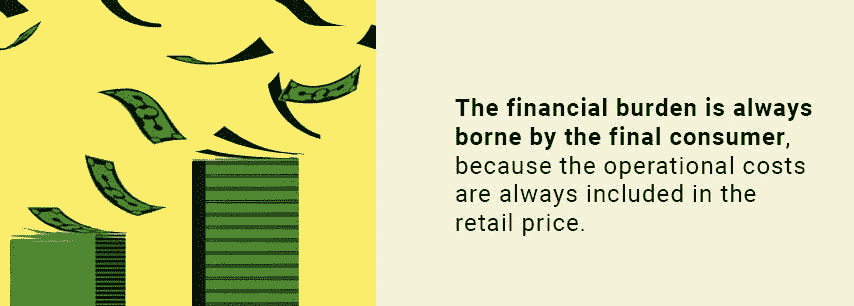 The financial burden is always
borne by the final consumer,
because the operational costs
are always included in the
retail price.